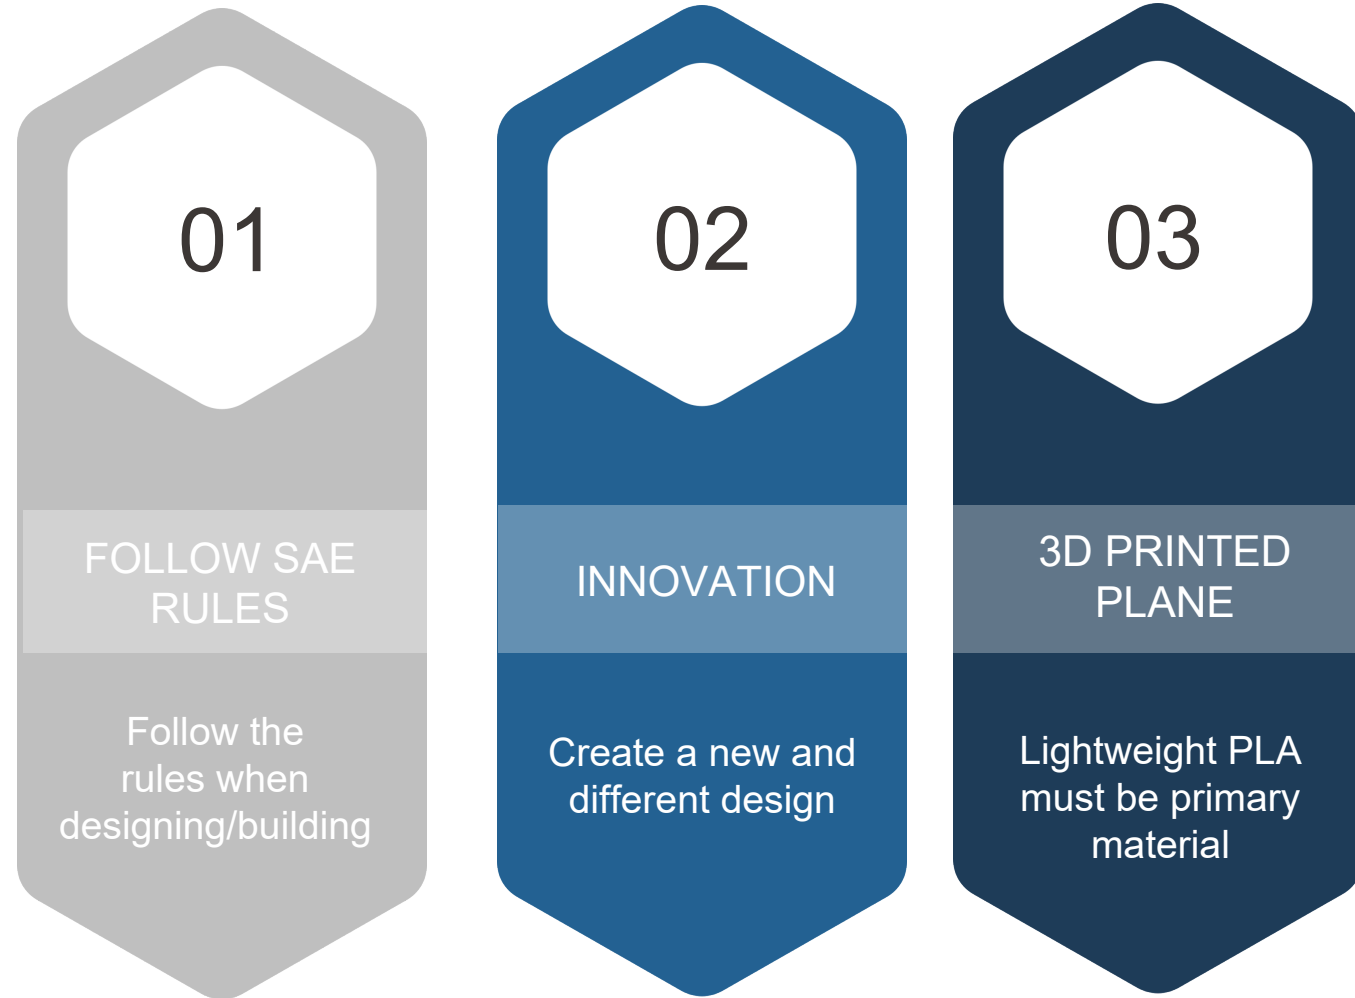 01
FOLLOW SAE
RULES
Follow the
rules when
designing/building
02
INNOVATION
Create a new and
different design
03
3D PRINTED
PLANE
Lightweight PLA
must be primary
material